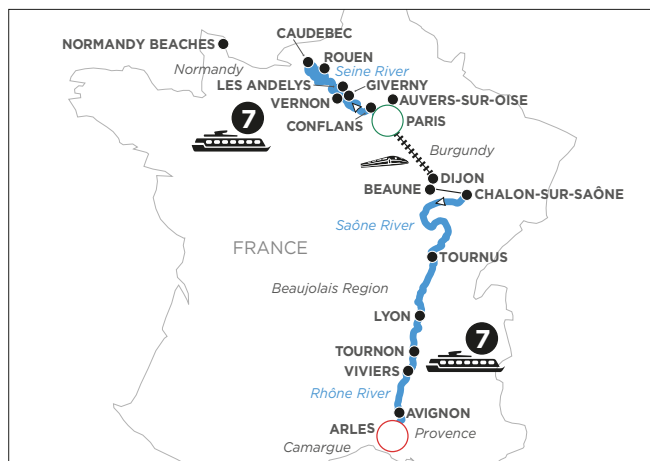 CAUDEBEC
NORMANDY BEACHES
ROUEN
Normandy
Seine River
LES ANDELYS
GIVERNY
VERNON
AUVERS-SUR-OISE
7
CONFLANS
PARIS
Burgundy
DIJON
BEAUNE
CHALON-SUR-SAÔNE
Saône River
FRANCE
TOURNUS
Beaujolais Region
LYON
7
TOURNON
VIVIERS
Rhône River
AVIGNON
ARLES
Provence
Camargue